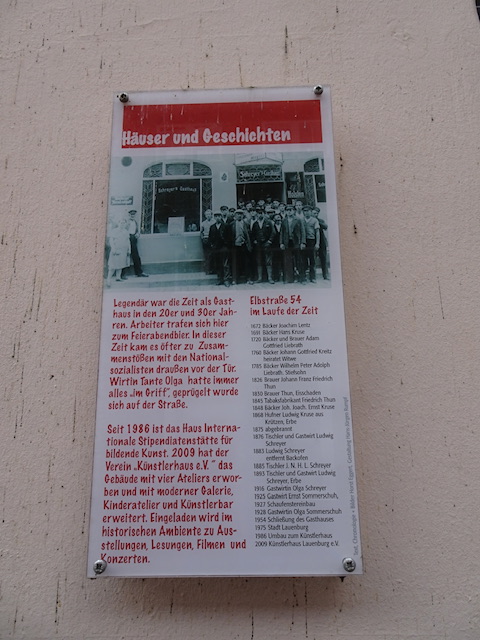 Häuser und Geschichten
Schreyer's Gasthaus
Schreyer's Gasthaus
Legendär war die Zeit als Gast-
haus in den 20er und 30er Jah-
ren. Arbeiter trafen sich hier
zum Feierabendbier. In dieser
Zeit kam es öfter zu Zusam-
menstößen mit den National-
sozialisten draußen vor der Tür.
Wirtin Tante Olga hatte immer
alles „im Griff", geprügelt wurde
sich auf der Straße.
Seit 1986 ist das Haus Interna-
tionale Stipendiatenstätte für
bildende Kunst. 2009 hat der
Verein „Künstlerhaus e.V. " das
Gebäude mit vier Ateliers erwor-
ben und mit moderner Galerie,
Kinderatelier und Künstlerbar
erweitert. Eingeladen wird im
historischen Ambiente zu Aus-
stellungen, Lesungen, Filmen und
Konzerten.
Elbstraße 54
im Laufe der Zeit
1672 Bäcker Joachim Lentz
1691 Bäcker Hans Kruse
1720 Bäcker und Brauer Adam
Gottfried Liebrath
1760 Bäcker Johann Gottfried Kreitz
heiratet Witwe
1785 Bäcker Wilhelm Peter Adolph
Liebrath, Stiefsohn
1826 Brauer Johann Franz Friedrich
Thun
1830 Brauer Thun, Eisschaden
1845 Tabaksfabrikant Friedrich Thun
1848 Bäcker Joh. Joach. Ernst Kruse
1868 Hufner Ludwig Kruse aus
Krützen, Erbe
1875 abgebrannt
1876 Tischler und Gastwirt Ludwig
Schreyer
1883 Ludwig Schreyer
entfernt Backofen
1885 Tischler J. N. H. L. Schreyer
1893 Tischler und Gastwirt Ludwig
Schreyer, Erbe
1916 Gastwirtin Olga Schreyer
1925 Gastwirt Ernst Sommerschuh,
1927 Schaufenstereinbau
1928 Gastwirtin Olga Sommerschuh
1954 Schließung des Gasthauses
1975 Stadt Lauenburg
1986 Umbau zum Künstlerhaus
2009 Künstlerhaus Lauenburg e.V.